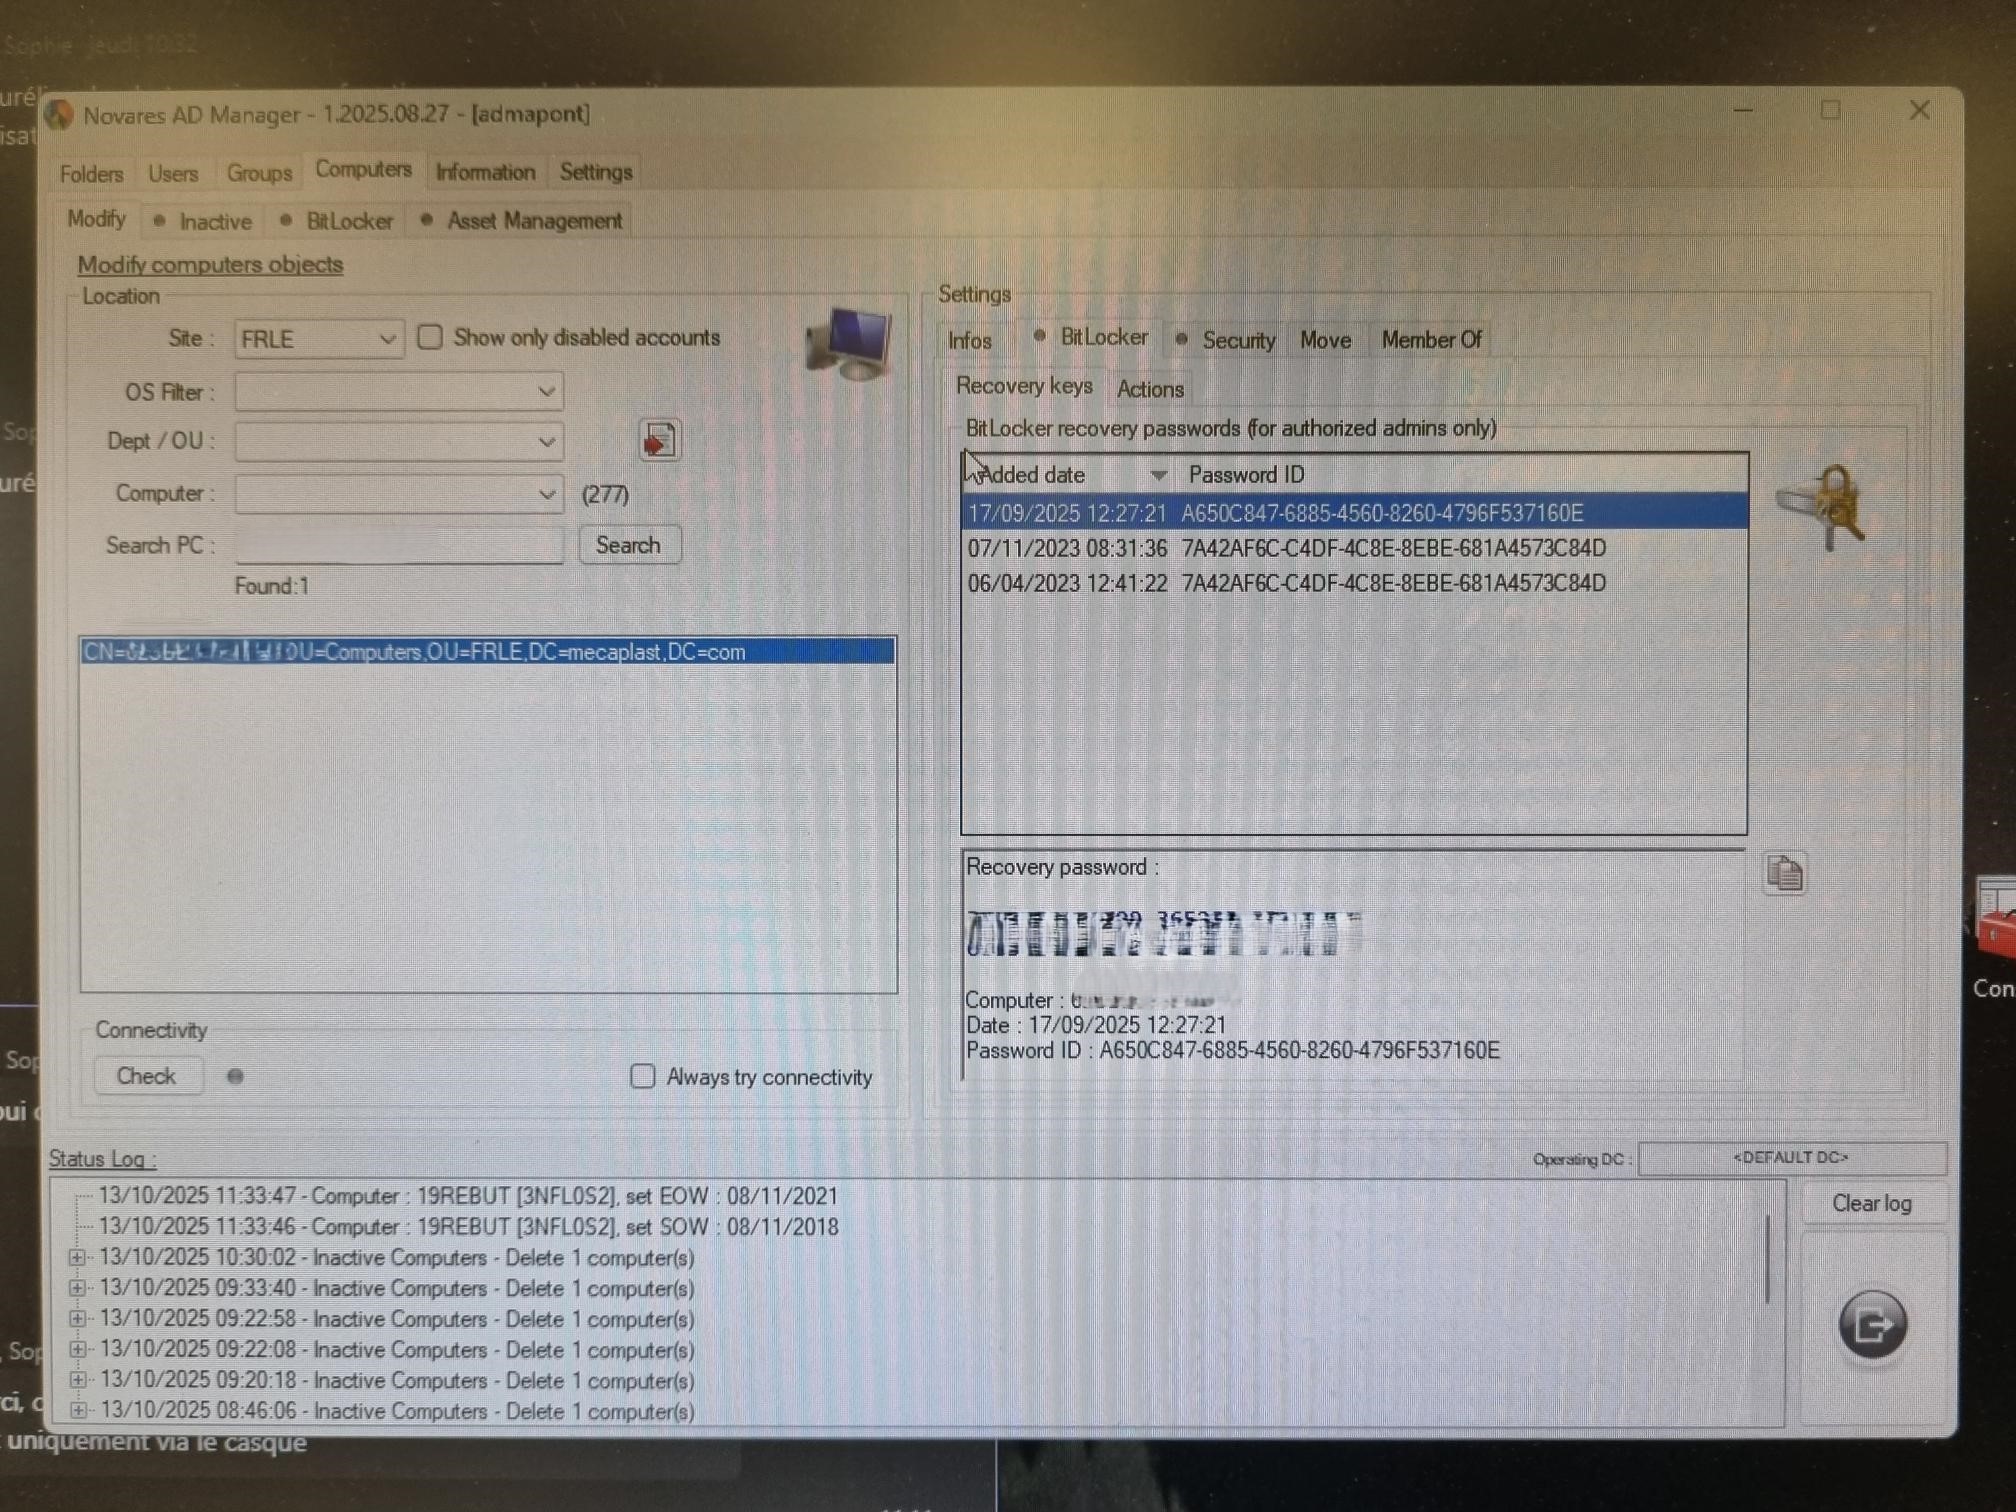 Sophie jeudi 10:32
Novares AD Manager - 1.2025.08.27 - [admapont]
Folders Users Groups Computers Information Settings
Modify Inactive BitLocker Asset Management
Modify computers objects
Location
Site : FRLE Show only disabled accounts
OS Filter :
Dept / OU :
Computer : (277)
Search PC : Search
Found:1
OU=Computers,OU=FRLE,DC=mecaplast,DC=com
Connectivity
Check Always try connectivity
Settings
Infos BitLocker Security Move Member Of
Recovery keys Actions
BitLocker recovery passwords (for authorized admins only)
Added date Password ID
17/09/2025 12:27:21 A650C847-6885-4560-8260-4796F537160E
07/11/2023 08:31:36 7A42AF6C-C4DF-4C8E-8EBE-681A4573C84D
06/04/2023 12:41:22 7A42AF6C-C4DF-4C8E-8EBE-681A4573C84D
Recovery password :
Computer :
Date : 17/09/2025 12:27:21
Password ID : A650C847-6885-4560-8260-4796F537160E
Status Log :
Operating DC : <DEFAULT DC>
13/10/2025 11:33:47 - Computer : 19REBUT [3NFL0S2], set EOW : 08/11/2021
13/10/2025 11:33:46 - Computer : 19REBUT [3NFL0S2], set SOW : 08/11/2018
13/10/2025 10:30:02 - Inactive Computers - Delete 1 computer(s)
13/10/2025 09:33:40 - Inactive Computers - Delete 1 computer(s)
13/10/2025 09:22:58 - Inactive Computers - Delete 1 computer(s)
13/10/2025 09:22:08 - Inactive Computers - Delete 1 computer(s)
13/10/2025 09:20:18 - Inactive Computers - Delete 1 computer(s)
13/10/2025 08:46:06 - Inactive Computers - Delete 1 computer(s)
Clear log
Con
uniquement via le casque